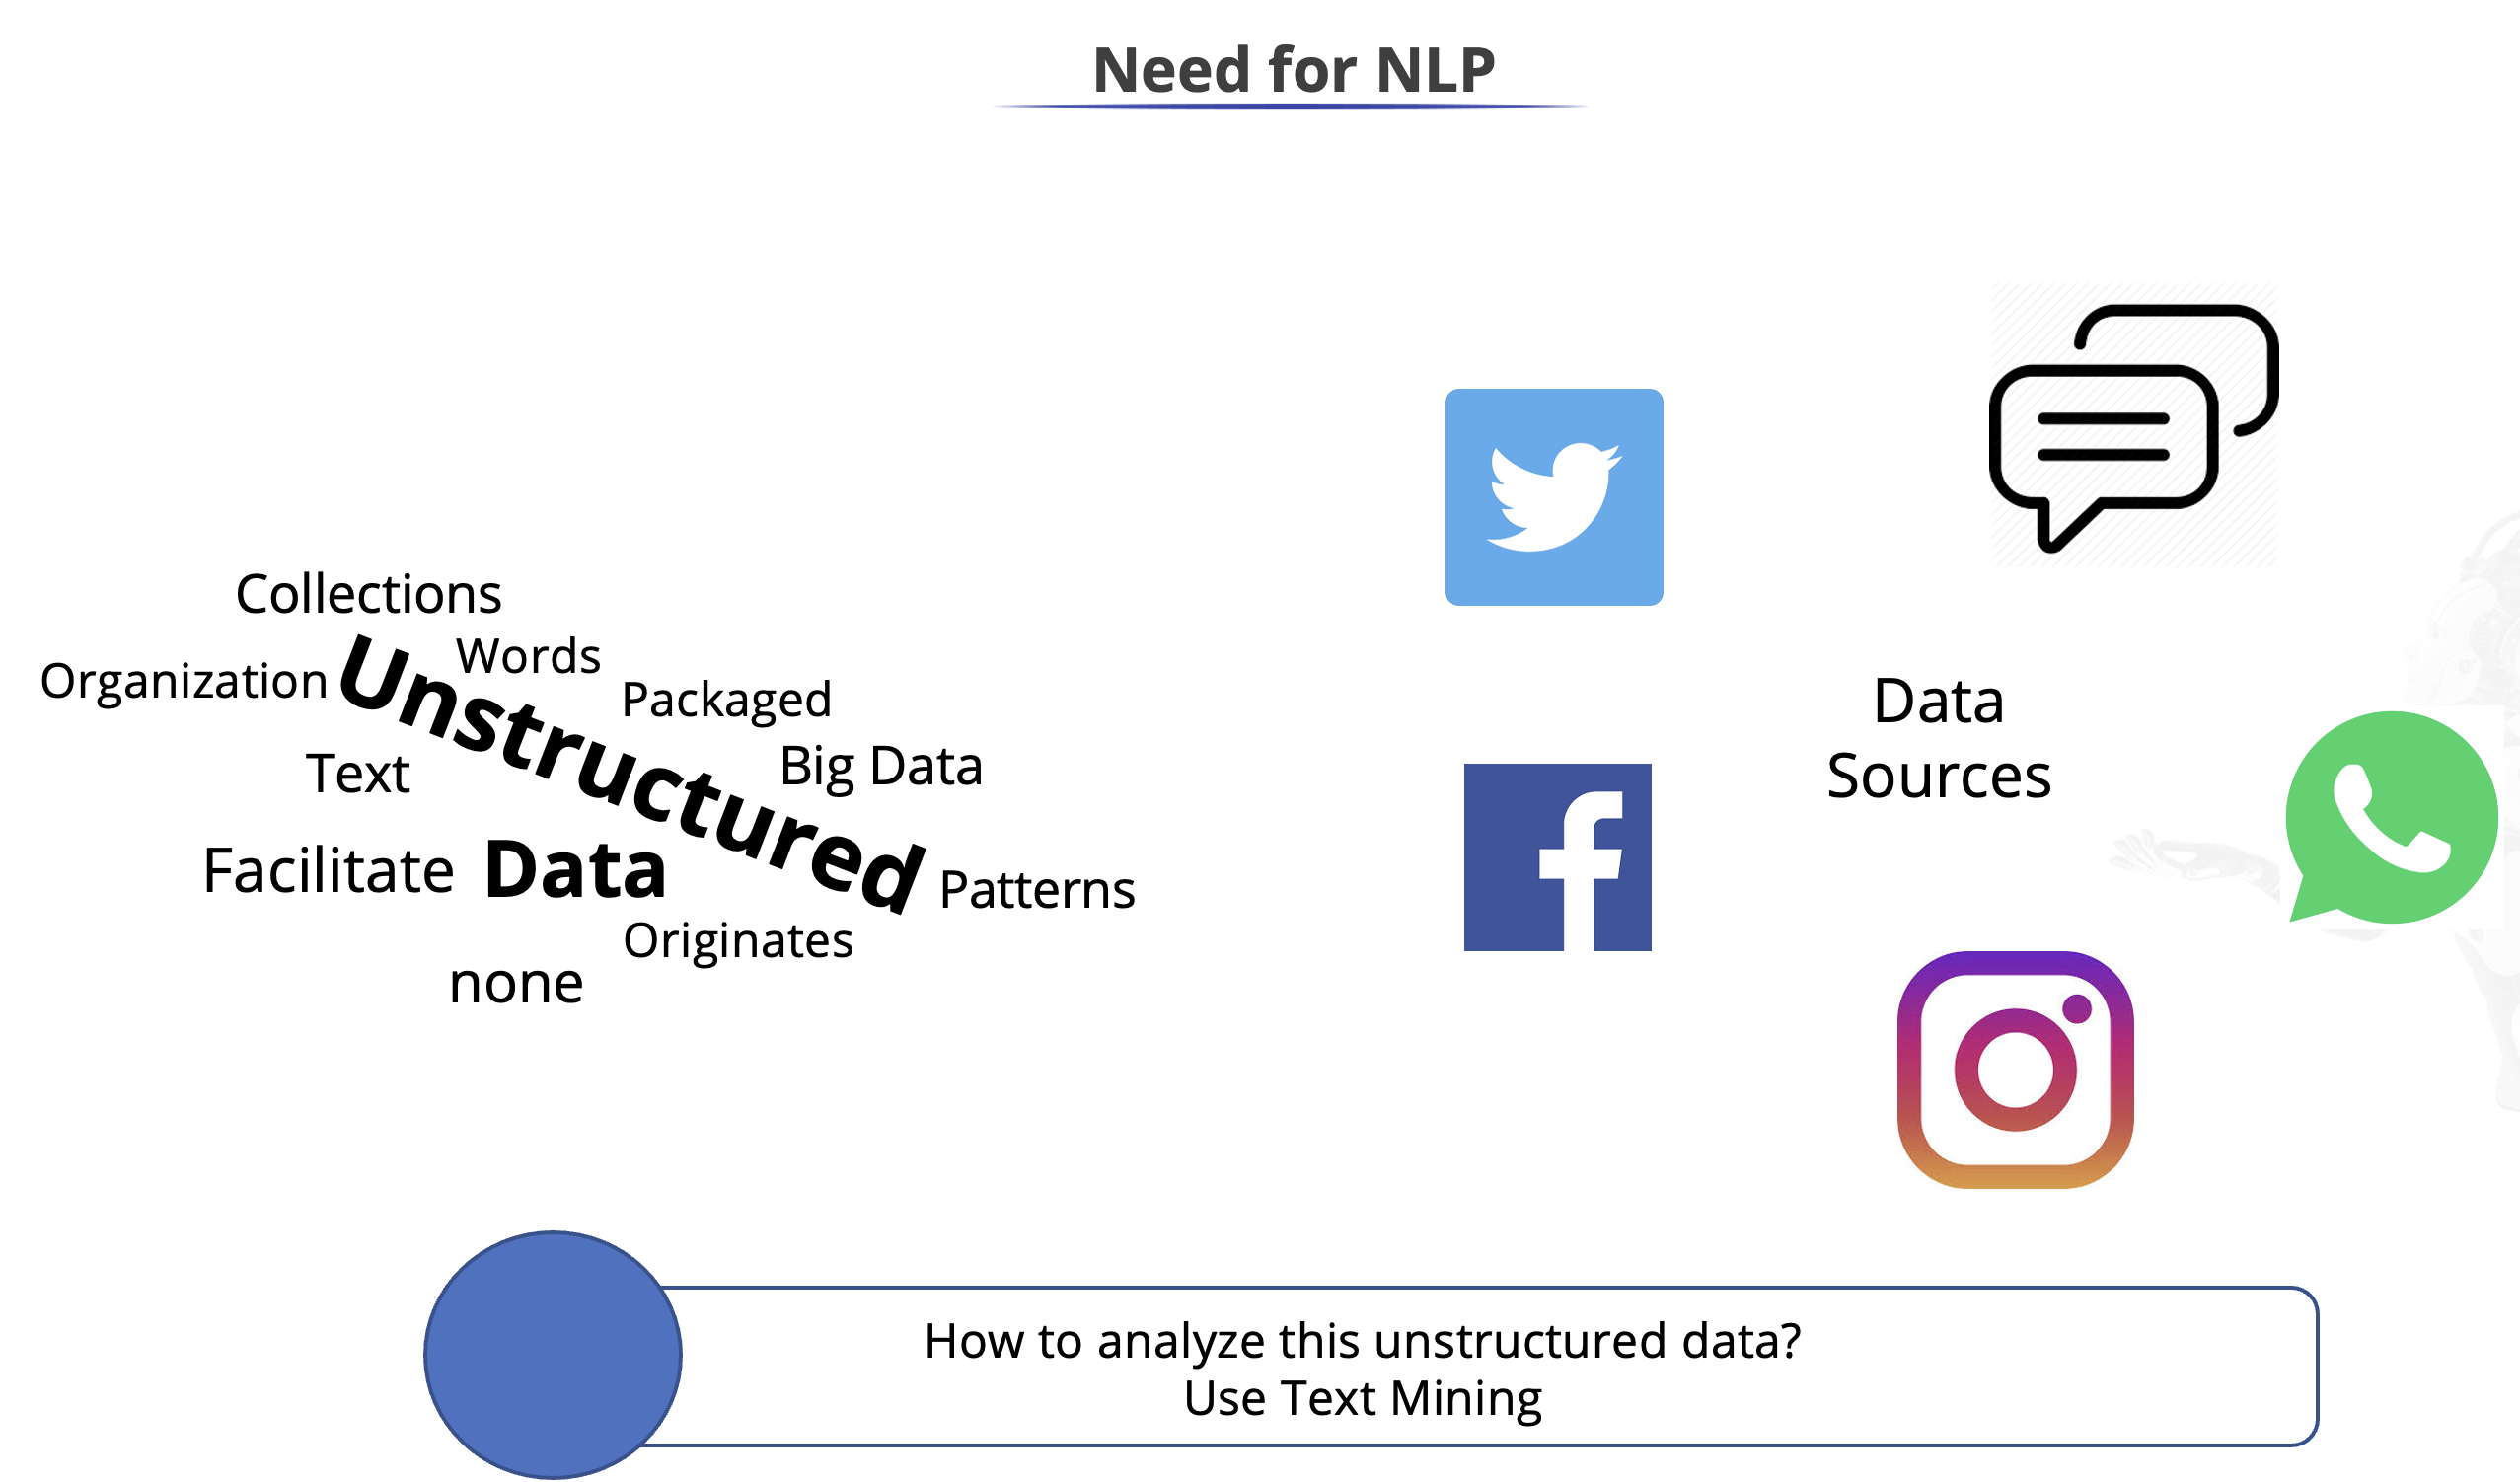 Need for NLP
Collections
Words
Organization
Unstructured
Packaged
Text
Big Data
Facilitate
Data
Patterns
Originates
none
Data
Sources
How to analyze this unstructured data?
Use Text Mining